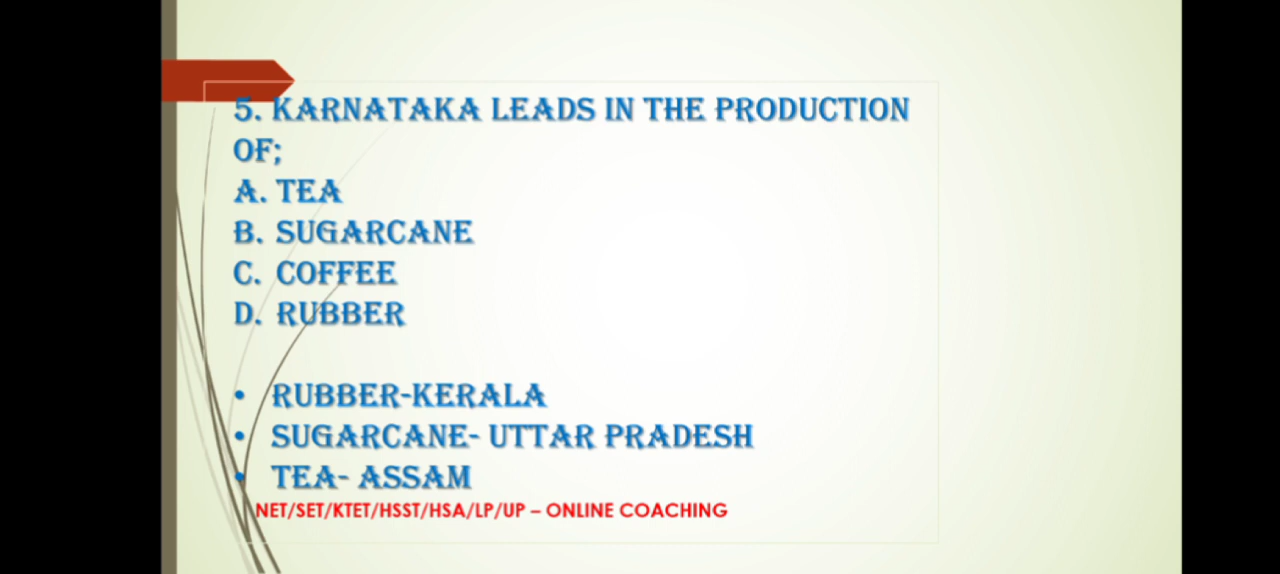 5. KARNATAKA LEADS IN THE PRODUCTION
OF;
A. TEA
B. SUGARCANE
C. COFFEE
D. RUBBER
• RUBBER-KERALA
• SUGARCANE- UTTAR PRADESH
• TEA- ASSAM
NET/SET/KTET/HSST/HSA/LP/UP – ONLINE COACHING